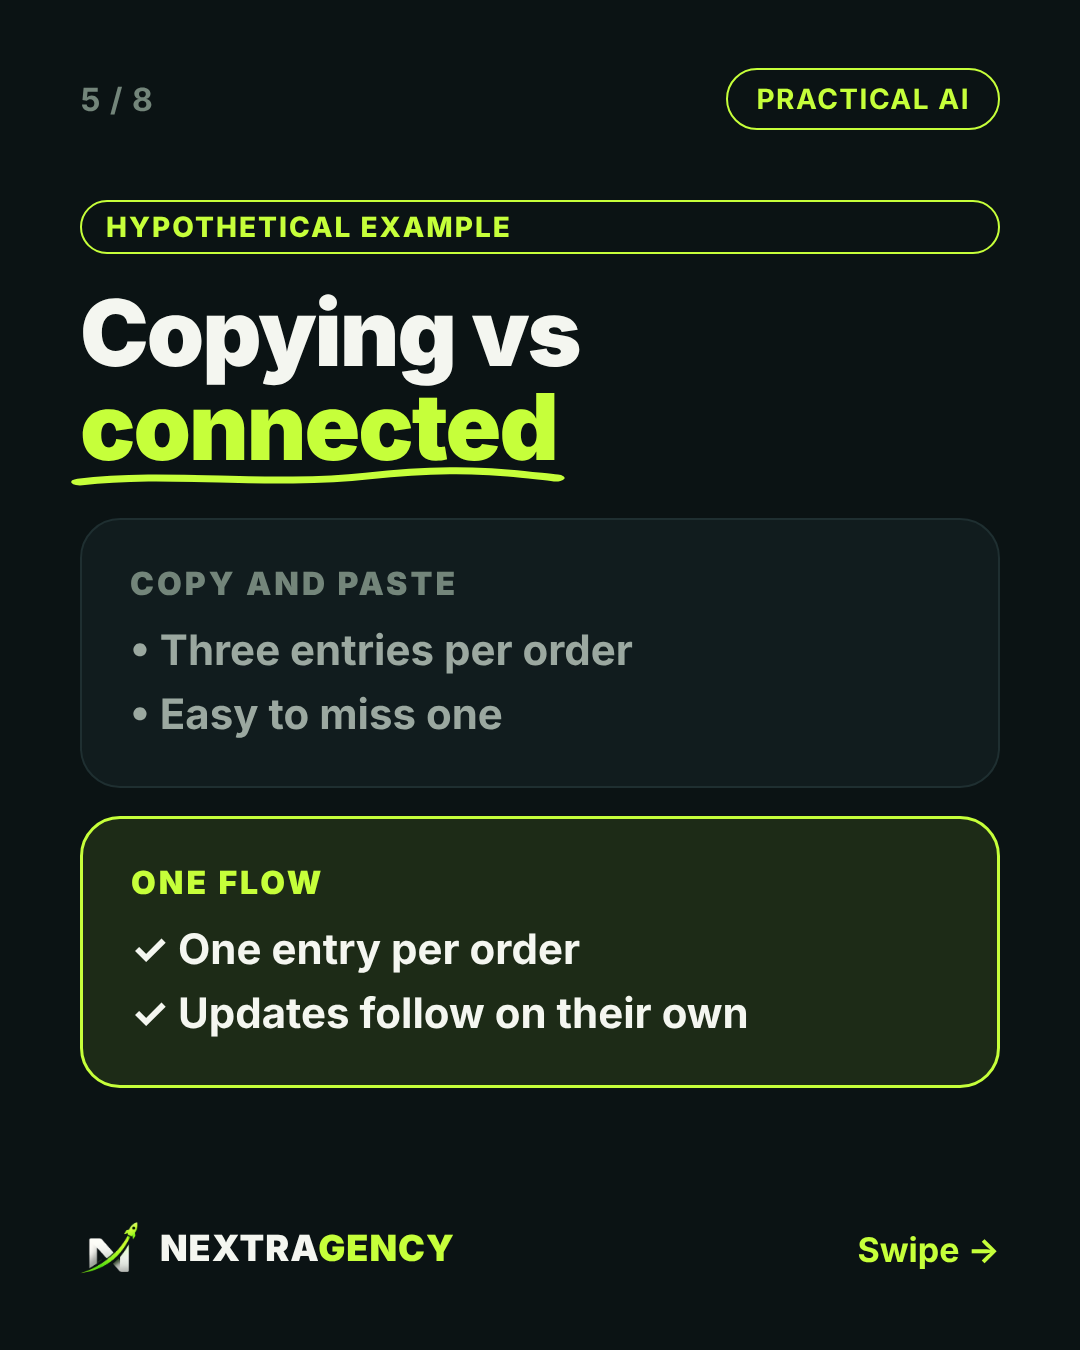 5 / 8
PRACTICAL AI
HYPOTHETICAL EXAMPLE
Copying vs
connected
COPY AND PASTE
• Three entries per order
• Easy to miss one
ONE FLOW
✓ One entry per order
✓ Updates follow on their own
NEXTRAGENCY
Swipe →